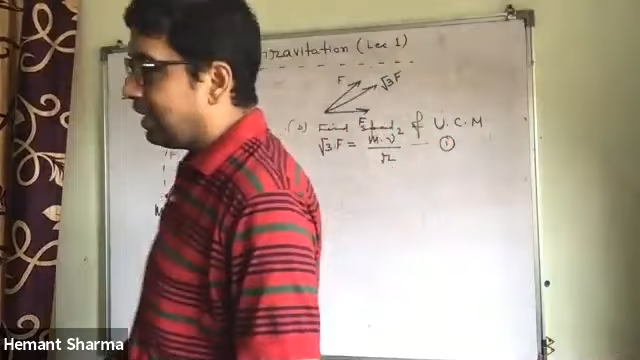 Gravitation (Lec 1)
F √3F
F
(b) Find Speed of U.C.M
√3 F = m.v²/r — ①
Hemant Sharma